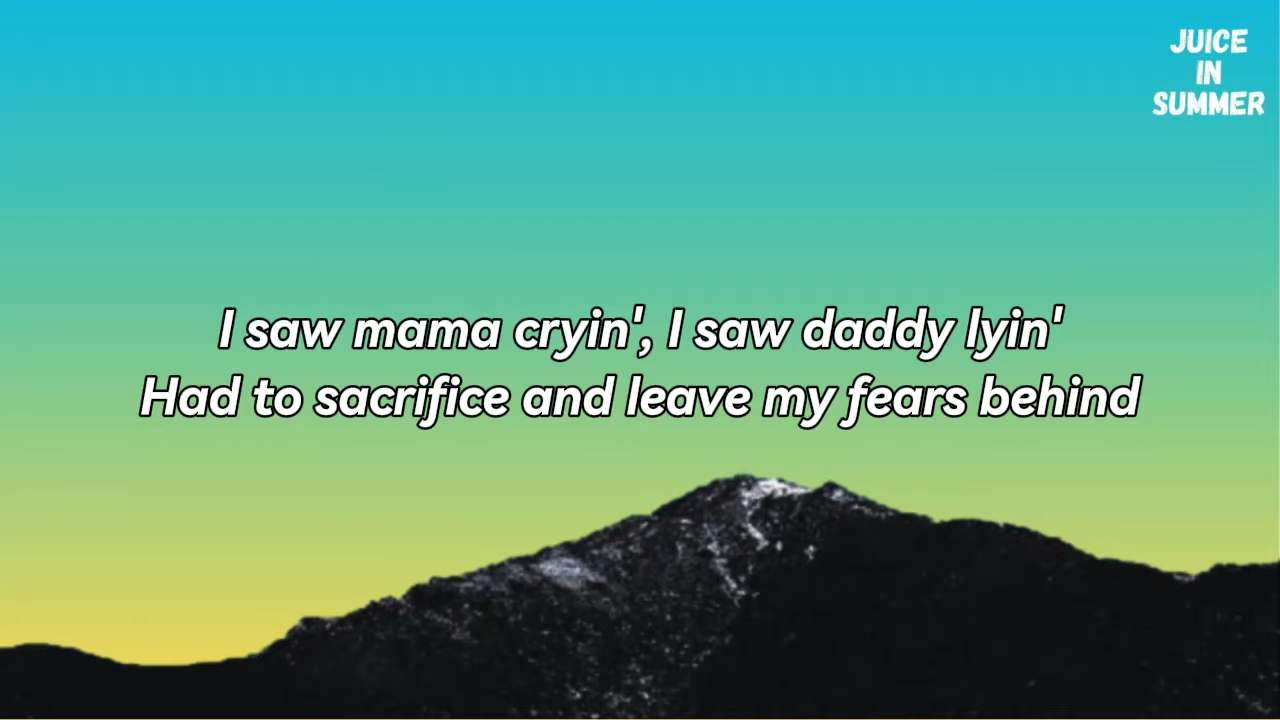 JUICE
IN
SUMMER
I saw mama cryin', I saw daddy lyin'
Had to sacrifice and leave my fears behind